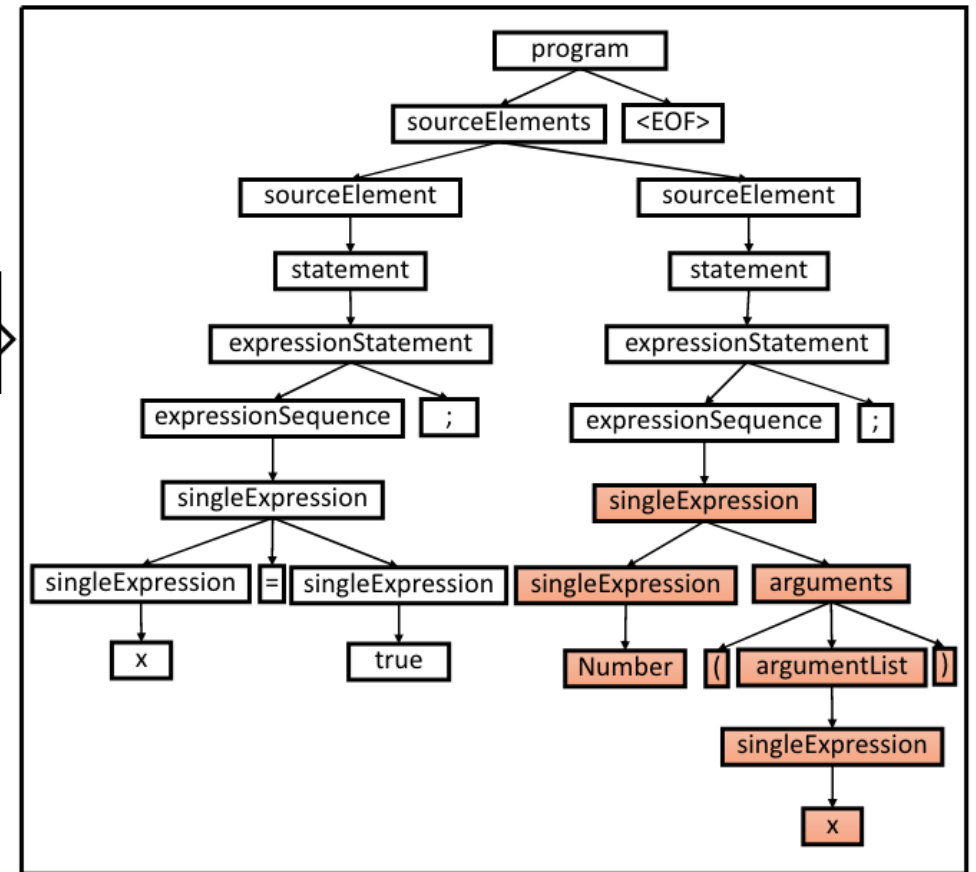 program
sourceElements <EOF>
sourceElement sourceElement
statement statement
expressionStatement expressionStatement
expressionSequence ; expressionSequence ;
singleExpression singleExpression
singleExpression = singleExpression singleExpression arguments
x true Number ( argumentList )
singleExpression
x